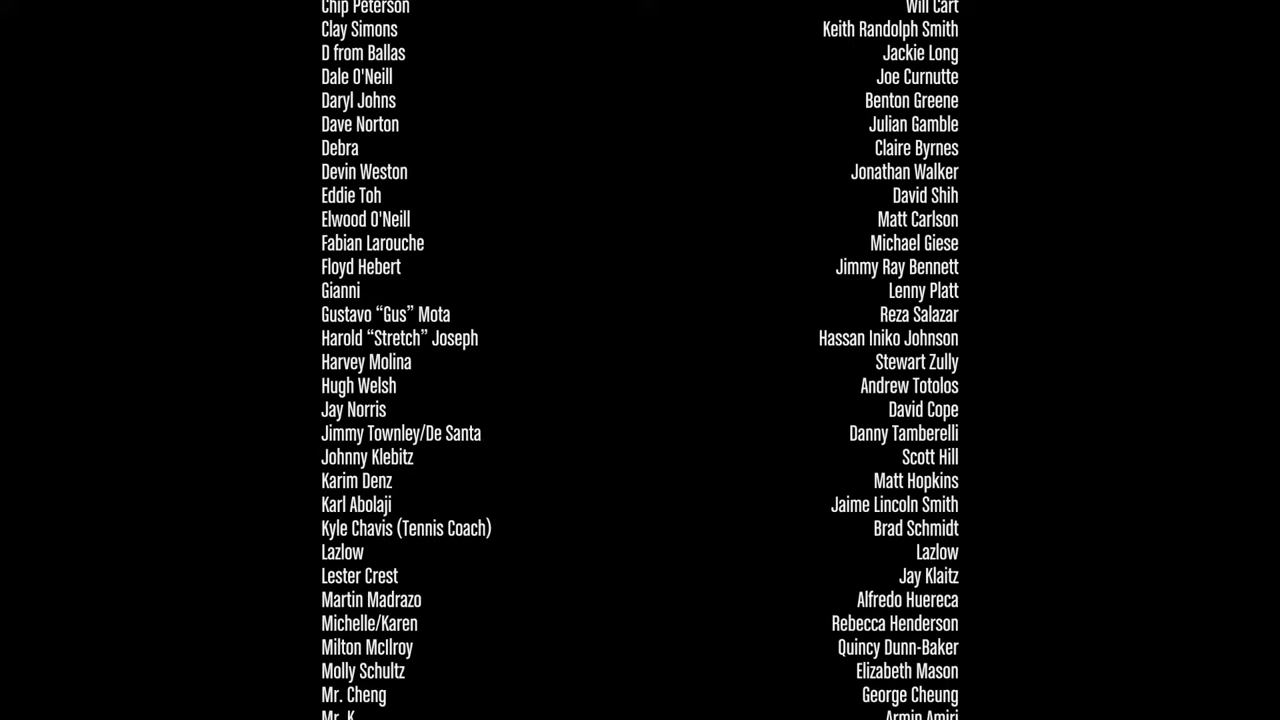 Chip Peterson Will Cart
Clay Simons Keith Randolph Smith
D from Ballas Jackie Long
Dale O'Neill Joe Curnutte
Daryl Johns Benton Greene
Dave Norton Julian Gamble
Debra Claire Byrnes
Devin Weston Jonathan Walker
Eddie Toh David Shih
Elwood O'Neill Matt Carlson
Fabian Larouche Michael Giese
Floyd Hebert Jimmy Ray Bennett
Gianni Lenny Platt
Gustavo “Gus” Mota Reza Salazar
Harold “Stretch” Joseph Hassan Iniko Johnson
Harvey Molina Stewart Zully
Hugh Welsh Andrew Totolos
Jay Norris David Cope
Jimmy Townley/De Santa Danny Tamberelli
Johnny Klebitz Scott Hill
Karim Denz Matt Hopkins
Karl Abolaji Jaime Lincoln Smith
Kyle Chavis (Tennis Coach) Brad Schmidt
Lazlow Lazlow
Lester Crest Jay Klaitz
Martin Madrazo Alfredo Huereca
Michelle/Karen Rebecca Henderson
Milton McIlroy Quincy Dunn-Baker
Molly Schultz Elizabeth Mason
Mr. Cheng George Cheung
Mr. K Armin Amiri